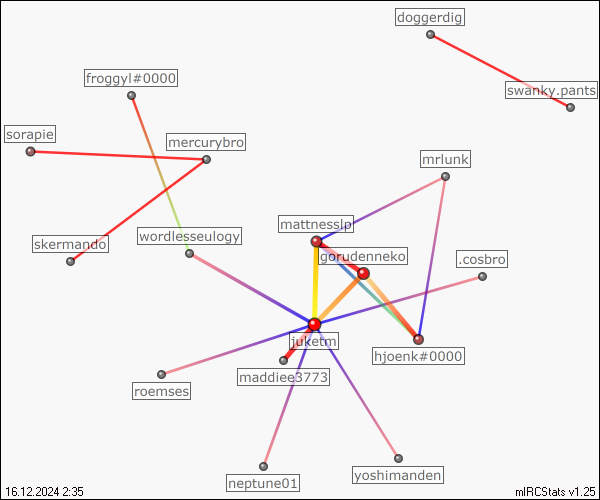 doggerdig
froggyl#0000
swanky.pants
sorapie
mercurybro
mrlunk
mattnesslp
wordlesseulogy
skermando
gorudenneko
.cosbro
juketm
hjoenk#0000
maddiee3773
roemses
yoshimanden
neptune01
16.12.2024 2:35
mIRCStats v1.25